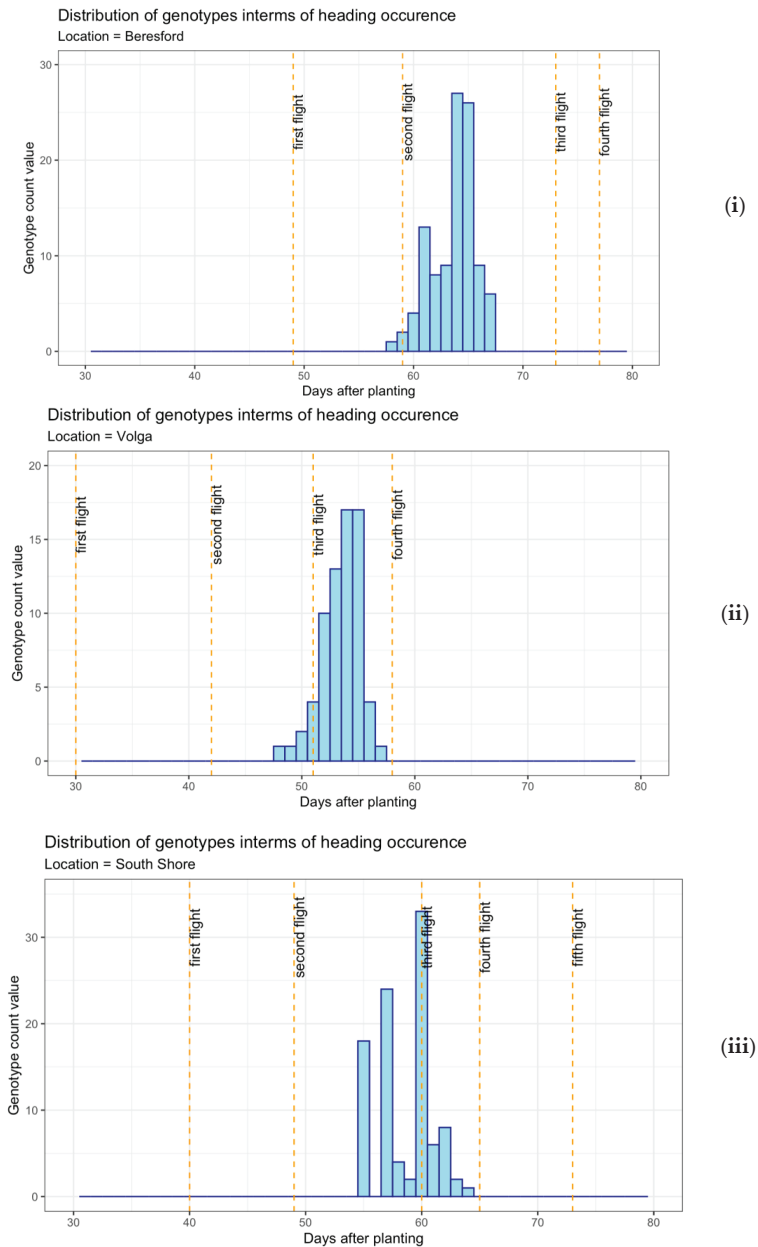 Distribution of genotypes interms of heading occurence
Location = Beresford
30
20
10
0
Genotype count value
first flight
second flight
third flight
fourth flight
30 40 50 60 70 80
Days after planting
(i)
Distribution of genotypes interms of heading occurence
Location = Volga
20
15
10
5
0
Genotype count value
first flight
second flight
third flight
fourth flight
30 40 50 60 70 80
Days after planting
(ii)
Distribution of genotypes interms of heading occurence
Location = South Shore
30
20
10
0
Genotype count value
first flight
second flight
third flight
fourth flight
fifth flight
30 40 50 60 70 80
Days after planting
(iii)